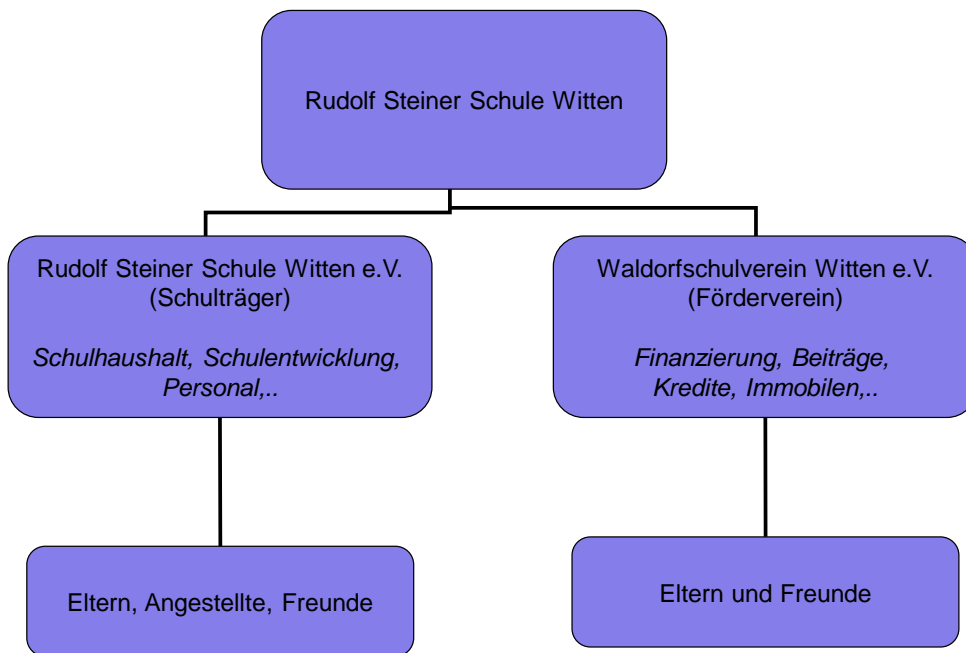 Rudolf Steiner Schule Witten
Rudolf Steiner Schule Witten e.V.
(Schulträger)
Schulhaushalt, Schulentwicklung,
Personal,..
Waldorfschulverein Witten e.V.
(Förderverein)
Finanzierung, Beiträge,
Kredite, Immobilen,..
Eltern, Angestellte, Freunde
Eltern und Freunde